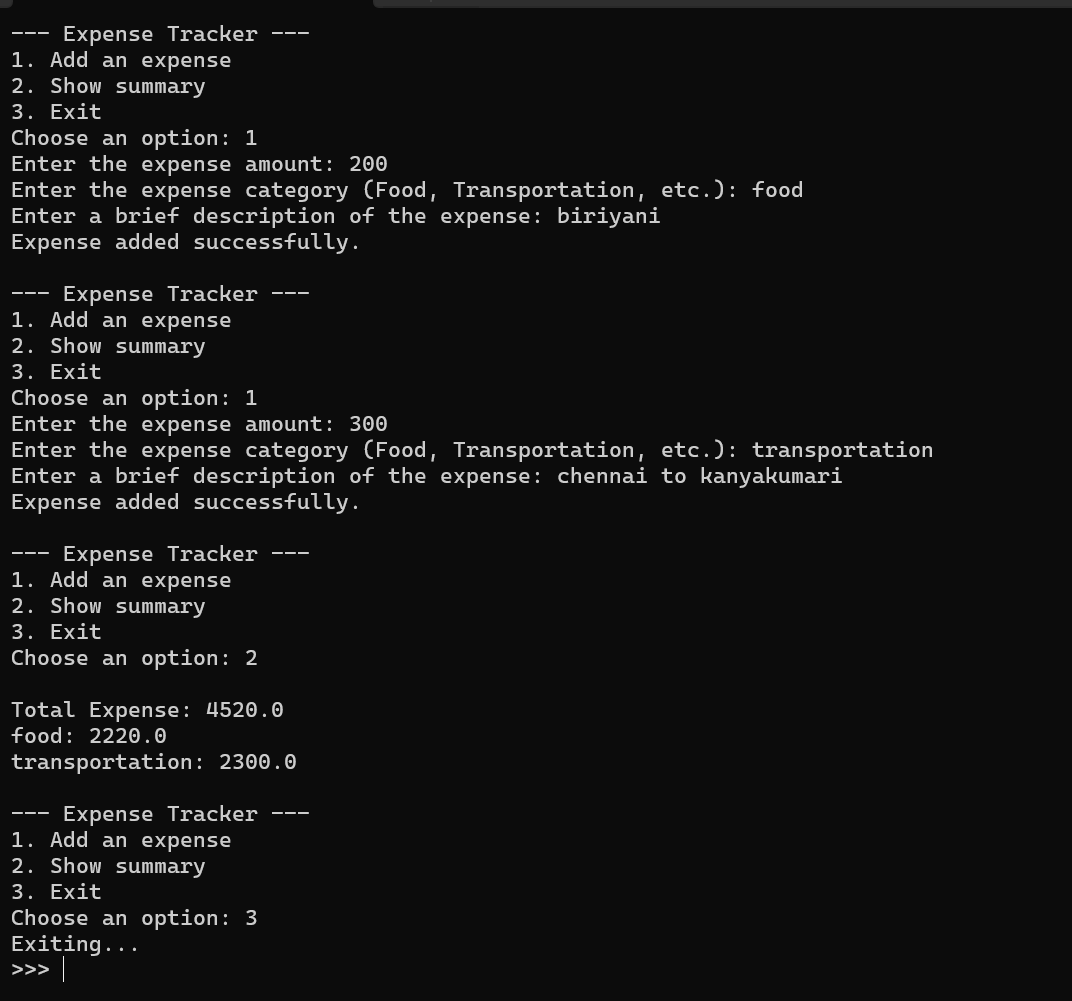 --- Expense Tracker ---
1. Add an expense
2. Show summary
3. Exit
Choose an option: 1
Enter the expense amount: 200
Enter the expense category (Food, Transportation, etc.): food
Enter a brief description of the expense: biriyani
Expense added successfully.
--- Expense Tracker ---
1. Add an expense
2. Show summary
3. Exit
Choose an option: 1
Enter the expense amount: 300
Enter the expense category (Food, Transportation, etc.): transportation
Enter a brief description of the expense: chennai to kanyakumari
Expense added successfully.
--- Expense Tracker ---
1. Add an expense
2. Show summary
3. Exit
Choose an option: 2
Total Expense: 4520.0
food: 2220.0
transportation: 2300.0
--- Expense Tracker ---
1. Add an expense
2. Show summary
3. Exit
Choose an option: 3
Exiting...
>>>